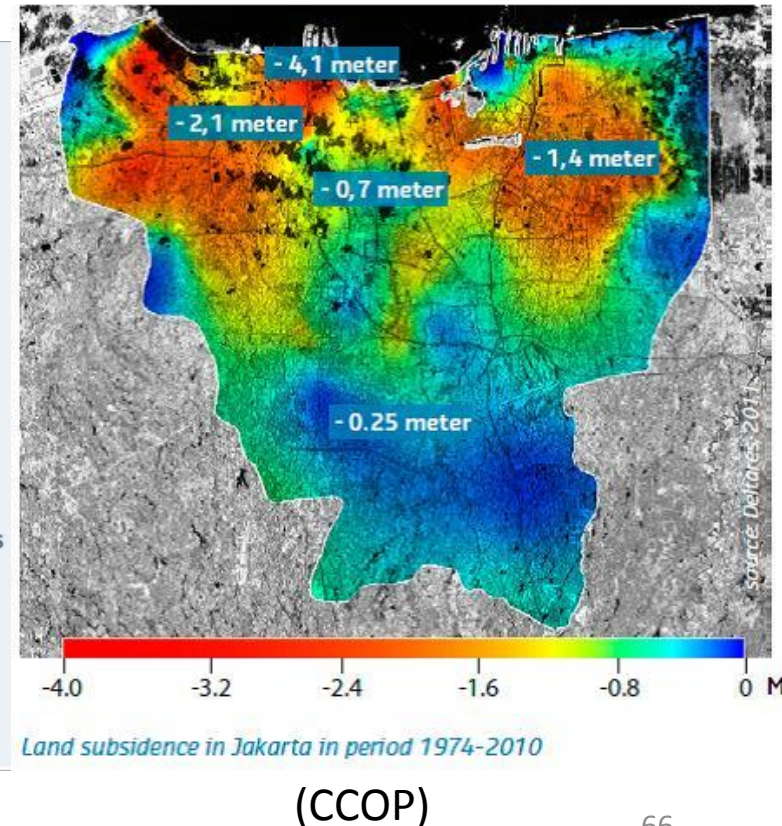 - 4,1 meter
- 2,1 meter
- 1,4 meter
- 0,7 meter
- 0.25 meter
source Deltares 2011
-4.0 -3.2 -2.4 -1.6 -0.8 0 M
Land subsidence in Jakarta in period 1974-2010
(CCOP)
66